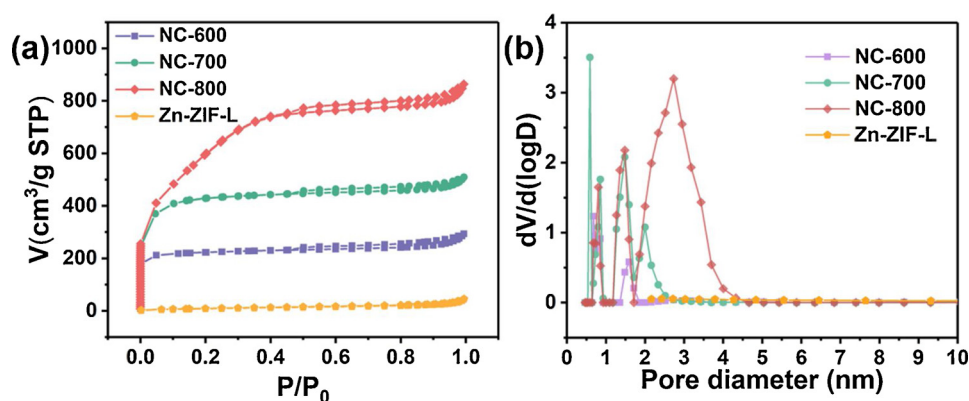 (a)
NC-600
NC-700
NC-800
Zn-ZIF-L
V(cm³/g STP)
1000
800
600
400
200
0
0.0 0.2 0.4 0.6 0.8 1.0
P/P₀
(b)
NC-600
NC-700
NC-800
Zn-ZIF-L
dV/d(logD)
4
3
2
1
0
0 1 2 3 4 5 6 7 8 9 10
Pore diameter (nm)